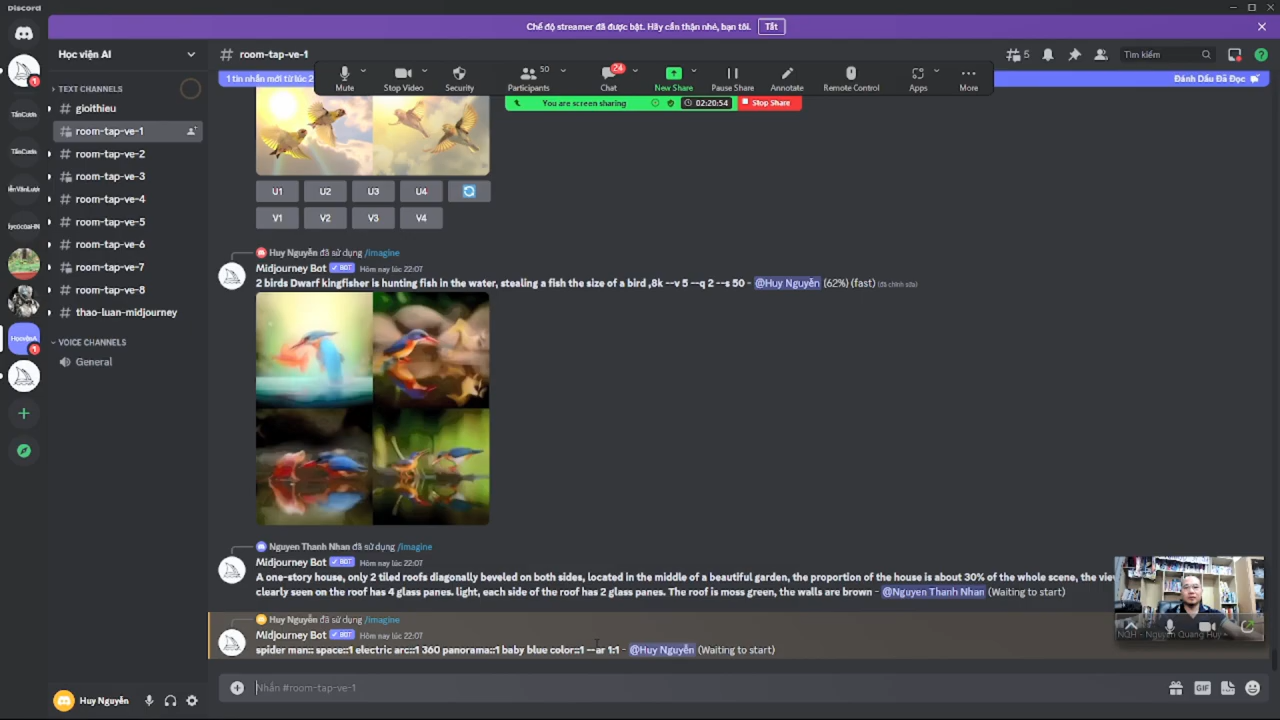 Discord
Chế độ streamer đã được bật. Hãy cẩn thận nhé, bạn tôi.
Tắt
Học viện AI
room-tap-ve-1
5
Tìm kiếm
1 tin nhắn mới từ lúc 2
Đánh Dấu Đã Đọc
Mute
Stop Video
Security
50
Participants
24
Chat
New Share
Pause Share
Annotate
Remote Control
Apps
More
You are screen sharing
02:20:54
Stop Share
TEXT CHANNELS
gioithieu
room-tap-ve-1
room-tap-ve-2
room-tap-ve-3
room-tap-ve-4
room-tap-ve-5
room-tap-ve-6
room-tap-ve-7
room-tap-ve-8
thao-luan-midjourney
VOICE CHANNELS
General
1
1
U1
U2
U3
U4
V1
V2
V3
V4
Huy Nguyễn đã sử dụng /imagine
Midjourney Bot BOT Hôm nay lúc 22:07
2 birds Dwarf kingfisher is hunting fish in the water, stealing a fish the size of a bird ,8k --v 5 --q 2 --s 50 - @Huy Nguyễn (62%) (fast) (đã chỉnh sửa)
Nguyen Thanh Nhan đã sử dụng /imagine
Midjourney Bot BOT Hôm nay lúc 22:07
A one-story house, only 2 tiled roofs diagonally beveled on both sides, located in the middle of a beautiful garden, the proportion of the house is about 30% of the whole scene, the
clearly seen on the roof has 4 glass panes. light, each side of the roof has 2 glass panes. The roof is moss green, the walls are brown - @Nguyen Thanh Nhan (Waiting to start)
Huy Nguyễn đã sử dụng /imagine
Midjourney Bot BOT Hôm nay lúc 22:07
spider man:: space::1 electric arc::1 360 panorama::1 baby blue color::1 --ar 1:1 - @Huy Nguyễn (Waiting to start)
NQH - Nguyen Quang Huy
Nhắn #room-tap-ve-1
GIF
Huy Nguyễn